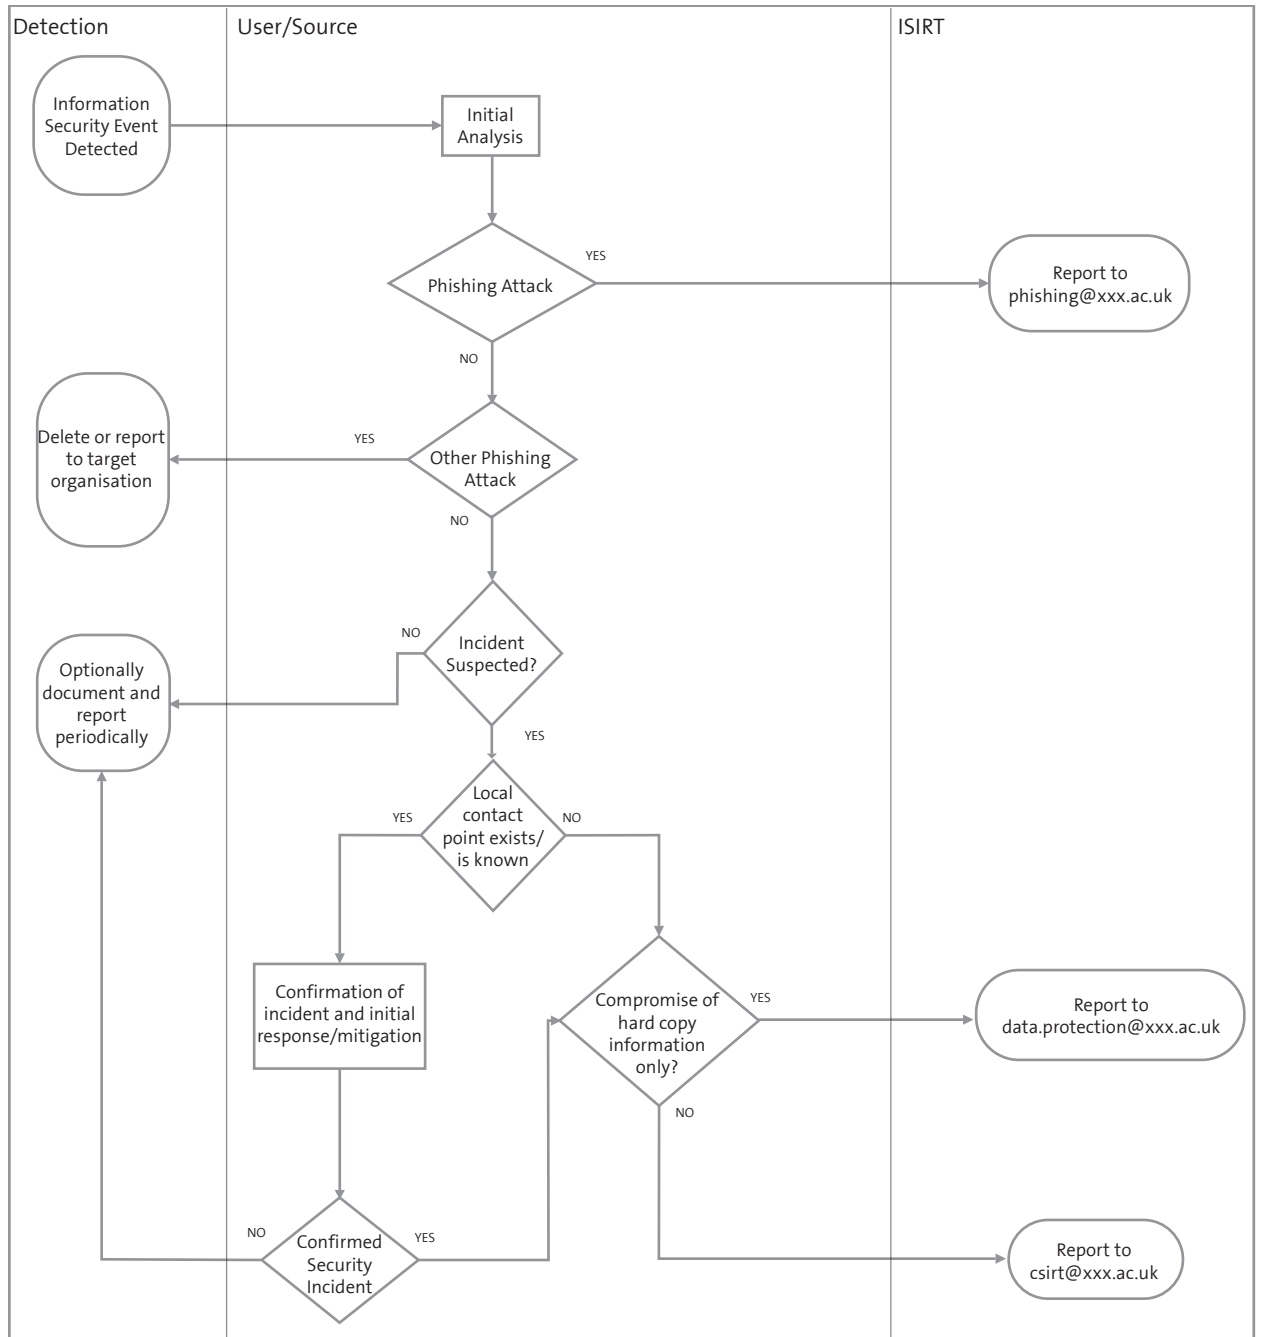 Detection
User/Source
ISIRT
Information
Security Event
Detected
Initial
Analysis
Phishing Attack
YES
NO
Report to
phishing@xxx.ac.uk
Other Phishing
Attack
YES
NO
Delete or report
to target
organisation
Incident
Suspected?
NO
YES
Optionally
document and
report
periodically
Local
contact
point exists/
is known
YES
NO
Confirmation of
incident and initial
response/mitigation
Compromise of
hard copy
information
only?
YES
NO
Report to
data.protection@xxx.ac.uk
Confirmed
Security
Incident
NO
YES
Report to
csirt@xxx.ac.uk